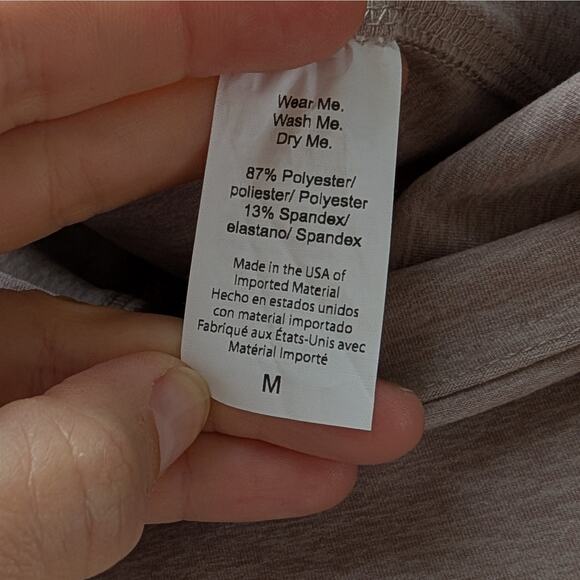 Wear Me.
Wash Me.
Dry Me.
87% Polyester/
poliester/ Polyester
13% Spandex/
elastano/ Spandex
Made in the USA of
Imported Material
Hecho en estados unidos
con material importado
Fabriqué aux États-Unis avec
Matérial Importé
M